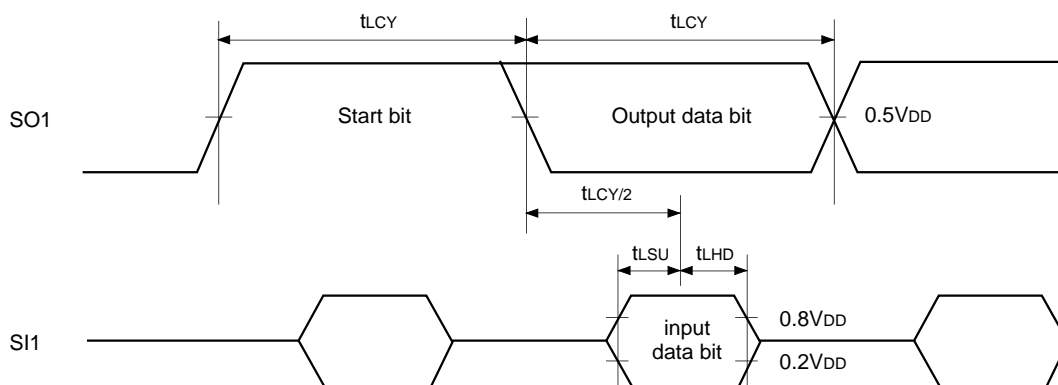 tLCY tLCY
SO1 Start bit Output data bit 0.5VDD
tLCY/2
tLSU tLHD
SI1 input data bit 0.8VDD
0.2VDD